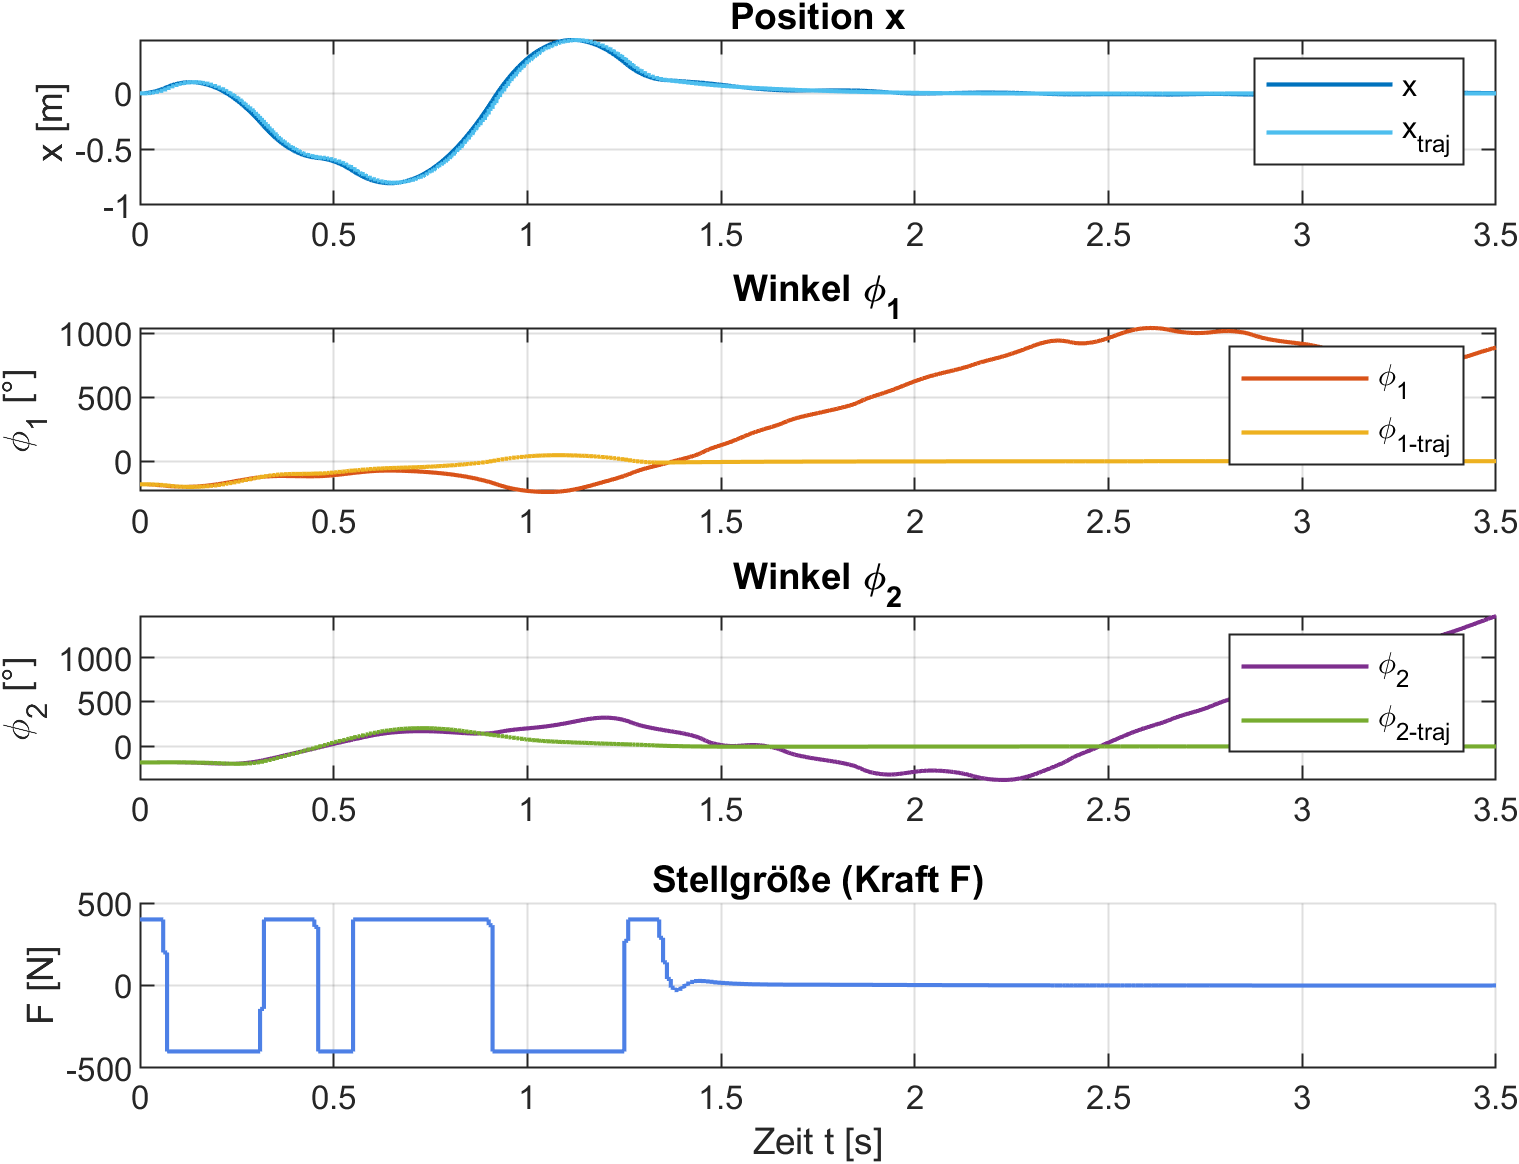 Position x
x [m]
0
-0.5
-1
x
x_traj
0 0.5 1 1.5 2 2.5 3 3.5
Winkel ϕ_1
ϕ_1 [°]
1000
500
0
ϕ_1
ϕ_1-traj
0 0.5 1 1.5 2 2.5 3 3.5
Winkel ϕ_2
ϕ_2 [°]
1000
500
0
ϕ_2
ϕ_2-traj
0 0.5 1 1.5 2 2.5 3 3.5
Stellgröße (Kraft F)
F [N]
500
0
-500
0 0.5 1 1.5 2 2.5 3 3.5
Zeit t [s]